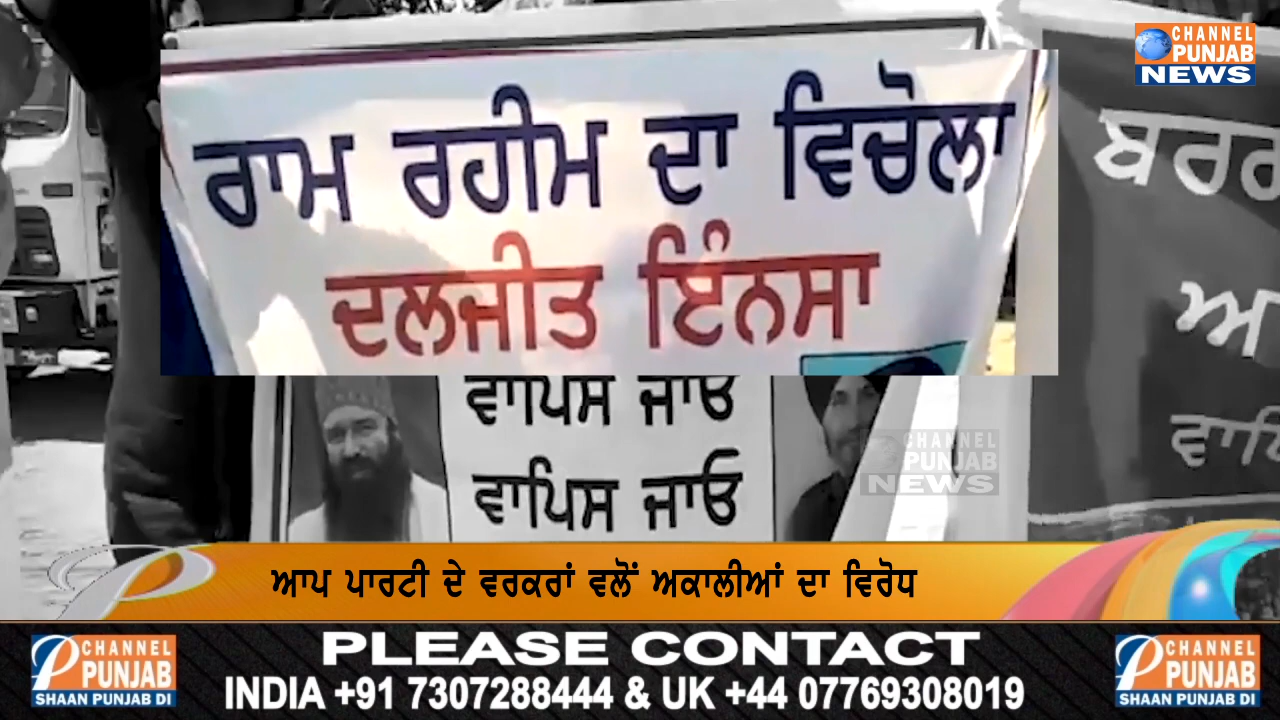 CHANNEL
PUNJAB
NEWS
ਰਾਮ ਰਹੀਮ ਦਾ ਵਿਚੋਲਾ
ਦਲਜੀਤ ਇੰਨਸਾ
ਵਾਪਿਸ ਜਾਓ
ਵਾਪਿਸ ਜਾਓ
CHANNEL
PUNJAB
NEWS
ਆਪ ਪਾਰਟੀ ਦੇ ਵਰਕਰਾਂ ਵਲੋਂ ਅਕਾਲੀਆਂ ਦਾ ਵਿਰੋਧ
CHANNEL
PUNJAB
SHAAN PUNJAB DI
PLEASE CONTACT
INDIA +91 7307288444 & UK +44 07769308019
CHANNEL
PUNJAB
SHAAN PUNJAB DI